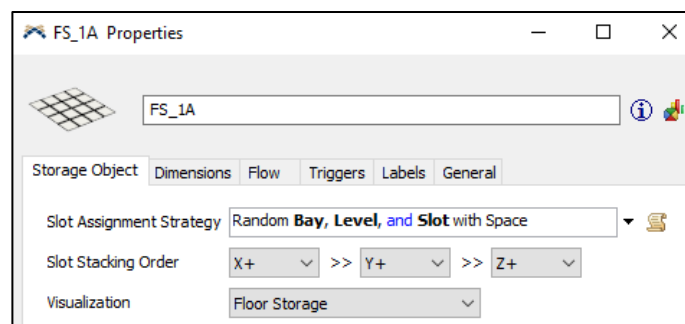 FS_1A Properties
FS_1A
Storage Object Dimensions Flow Triggers Labels General
Slot Assignment Strategy Random Bay, Level, and Slot with Space
Slot Stacking Order X+ >> Y+ >> Z+
Visualization Floor Storage